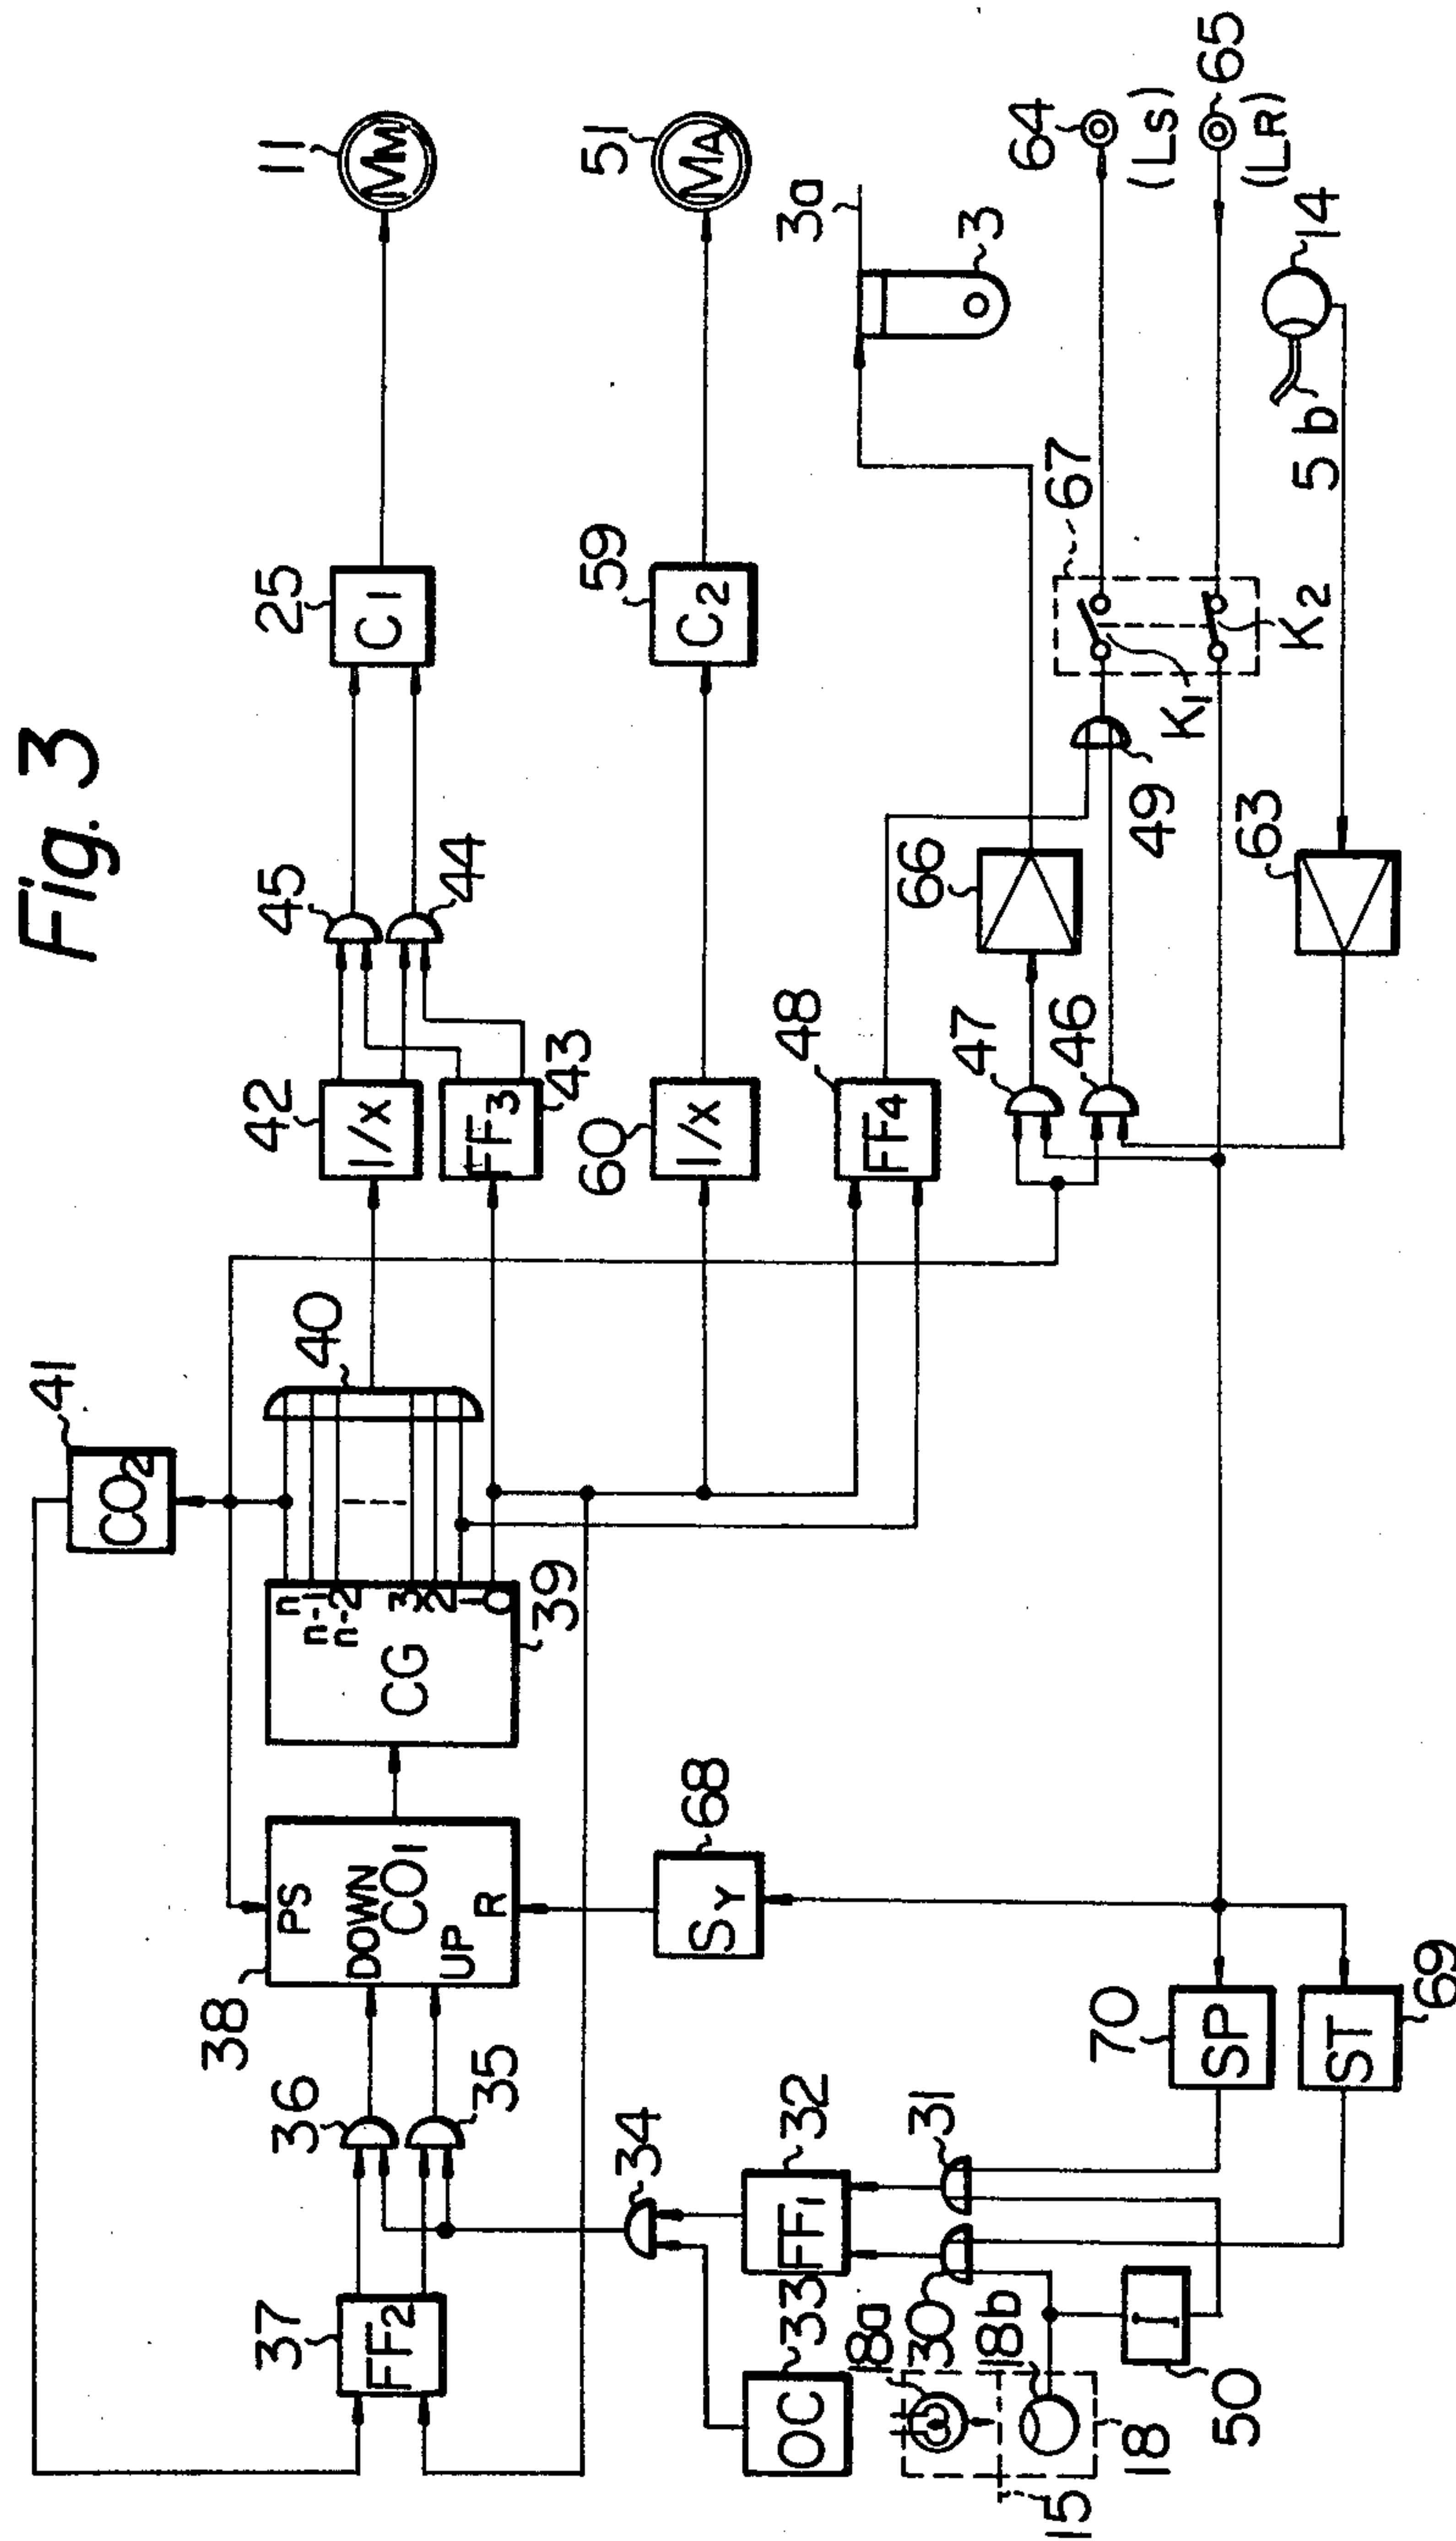 Fig. 3
41
CO2
40
38
PS
DOWN
CO1
UP
R
n
n-1
n-2
3
2
1
0
CG
39
37
FF2
36
35
34
42
1/X
FF3
43
45
44
25
C1
11
MM
60
1/X
59
C2
51
MA
48
FF4
47
46
66
49
67
K1
K2
3a
3
64
(LS)
65
(LR)
14
5b'
63
68
SY
70
SP
69
ST
32
FF1
31
30
33
OC
18a
18b
18
15
50
I